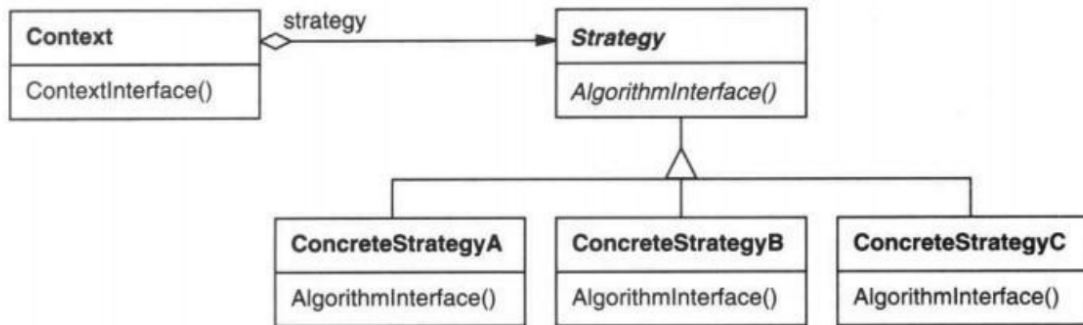 Context
strategy
Strategy
ContextInterface()
AlgorithmInterface()
ConcreteStrategyA
ConcreteStrategyB
ConcreteStrategyC
AlgorithmInterface()
AlgorithmInterface()
AlgorithmInterface()